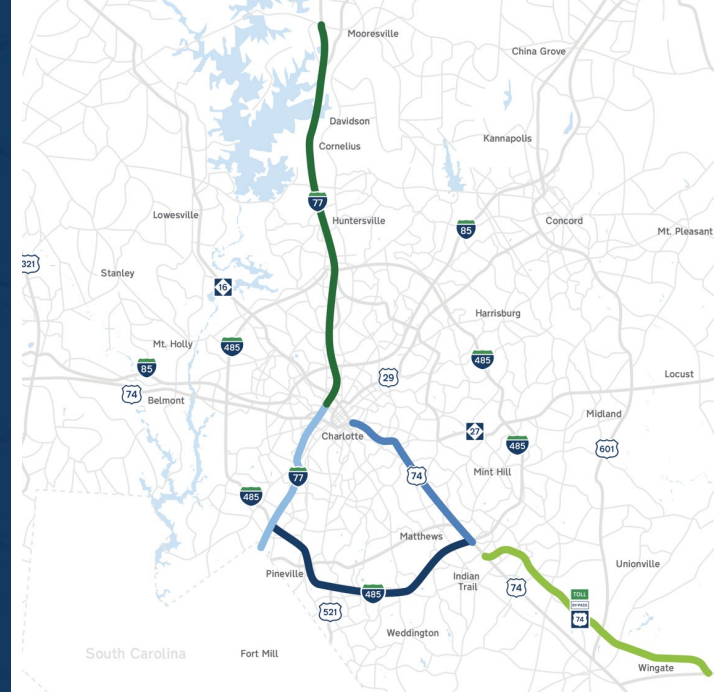 Mooresville
China Grove
Davidson
Cornelius
Kannapolis
77
Lowesville
Huntersville
85
Concord
Mt. Pleasant
321
Stanley
16
Harrisburg
Mt. Holly
485
485
85
29
Locust
74
Belmont
Midland
27
Charlotte
485
601
77
74
Mint Hill
485
Matthews
Pineville
Indian
Trail
Unionville
74
TOLL
BYPASS
74
485
521
Weddington
South Carolina
Fort Mill
Wingate